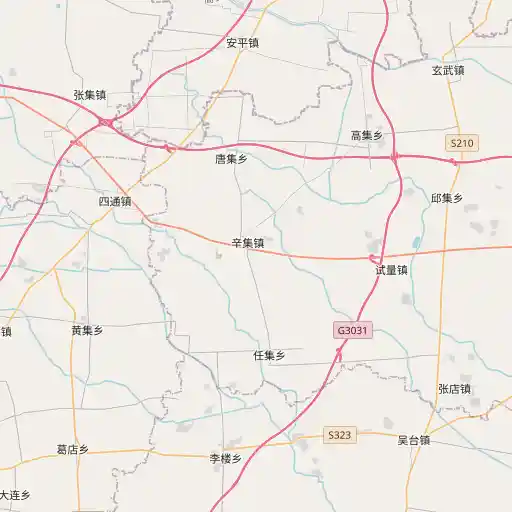 安平镇
玄武镇
张集镇
高集乡
S210
唐集乡
四通镇
邱集乡
辛集镇
试量镇
G3031
黄集乡
镇
任集乡
张店镇
S323
吴台镇
葛店乡
李楼乡
大连乡